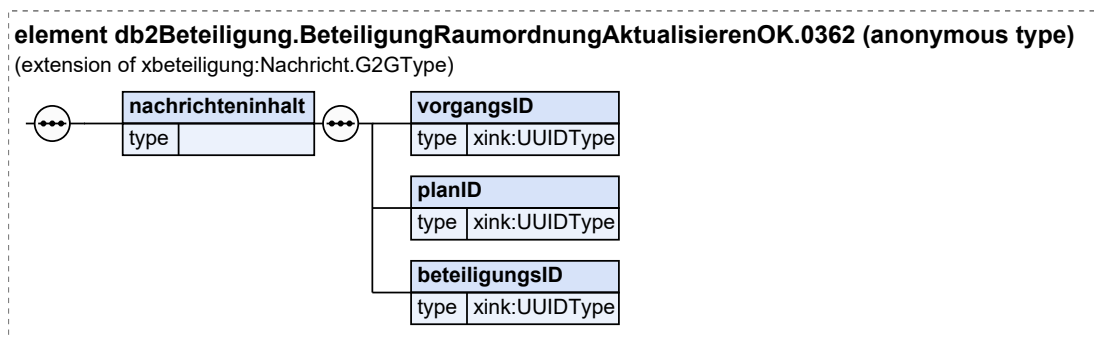 element db2Beteiligung.BeteiligungRaumordnungAktualisierenOK.0362 (anonymous type)
(extension of xbeteiligung:Nachricht.G2GType)
nachrichteninhalt
type
vorgangsID
type xink:UUIDType
planID
type xink:UUIDType
beteiligungsID
type xink:UUIDType